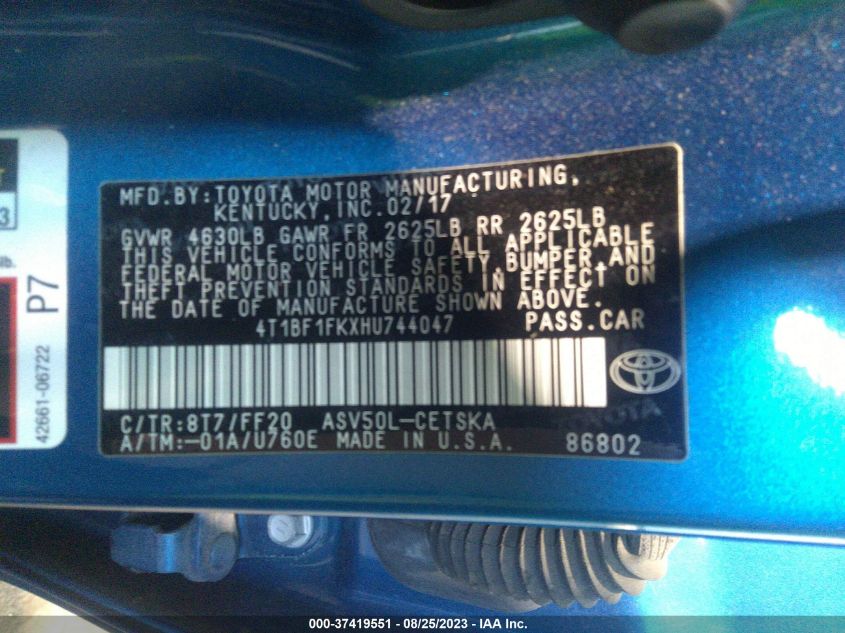 MFD.BY:TOYOTA MOTOR MANUFACTURING,
KENTUCKY,INC.02/17
GVWR 4630LB GAWR FR 2625LB RR 2625LB
THIS VEHICLE CONFORMS TO ALL APPLICABLE
FEDERAL MOTOR VEHICLE SAFETY,BUMPER,AND
THEFT PREVENTION STANDARDS IN EFFECT ON
THE DATE OF MANUFACTURE SHOWN ABOVE.
4T1BF1FKXHU744047 PASS.CAR
C/TR:8T7/FF20 ASV50L-CETSKA
A/TM:-01A/U760E MADE IN U.S.A. 86802
TOYOTA
P7
42661-06722
3
000-37419551 - 08/25/2023 - IAA Inc.